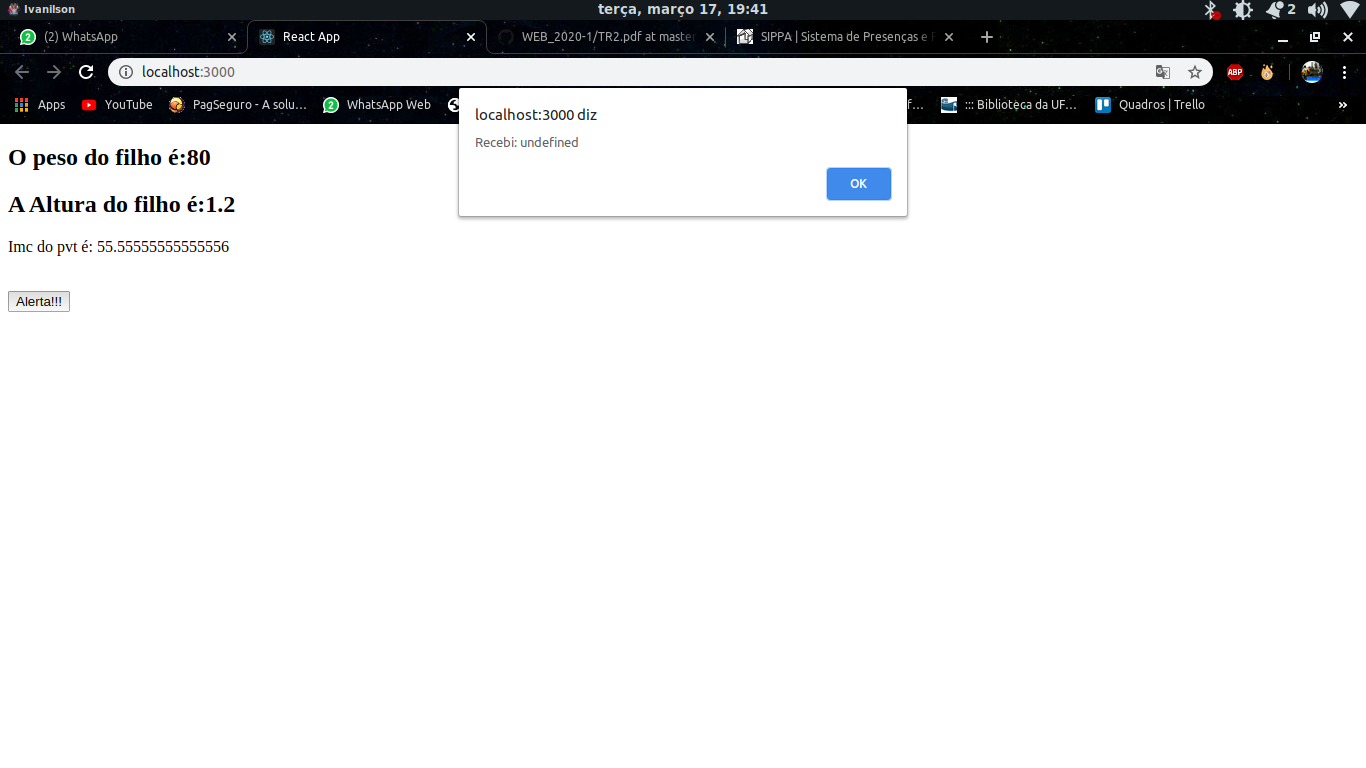 Ivanilson
terça, março 17, 19:41
2
(2) WhatsApp
React App
WEB_2020-1/TR2.pdf at master
SIPPA | Sistema de Presenças e
localhost:3000
ABP
Apps
YouTube
PagSeguro - A solu...
2
WhatsApp Web
f...
::: Biblioteca da UF...
Quadros | Trello
»
localhost:3000 diz
Recebi: undefined
OK
O peso do filho é:80
A Altura do filho é:1.2
Imc do pvt é: 55.55555555555556
Alerta!!!